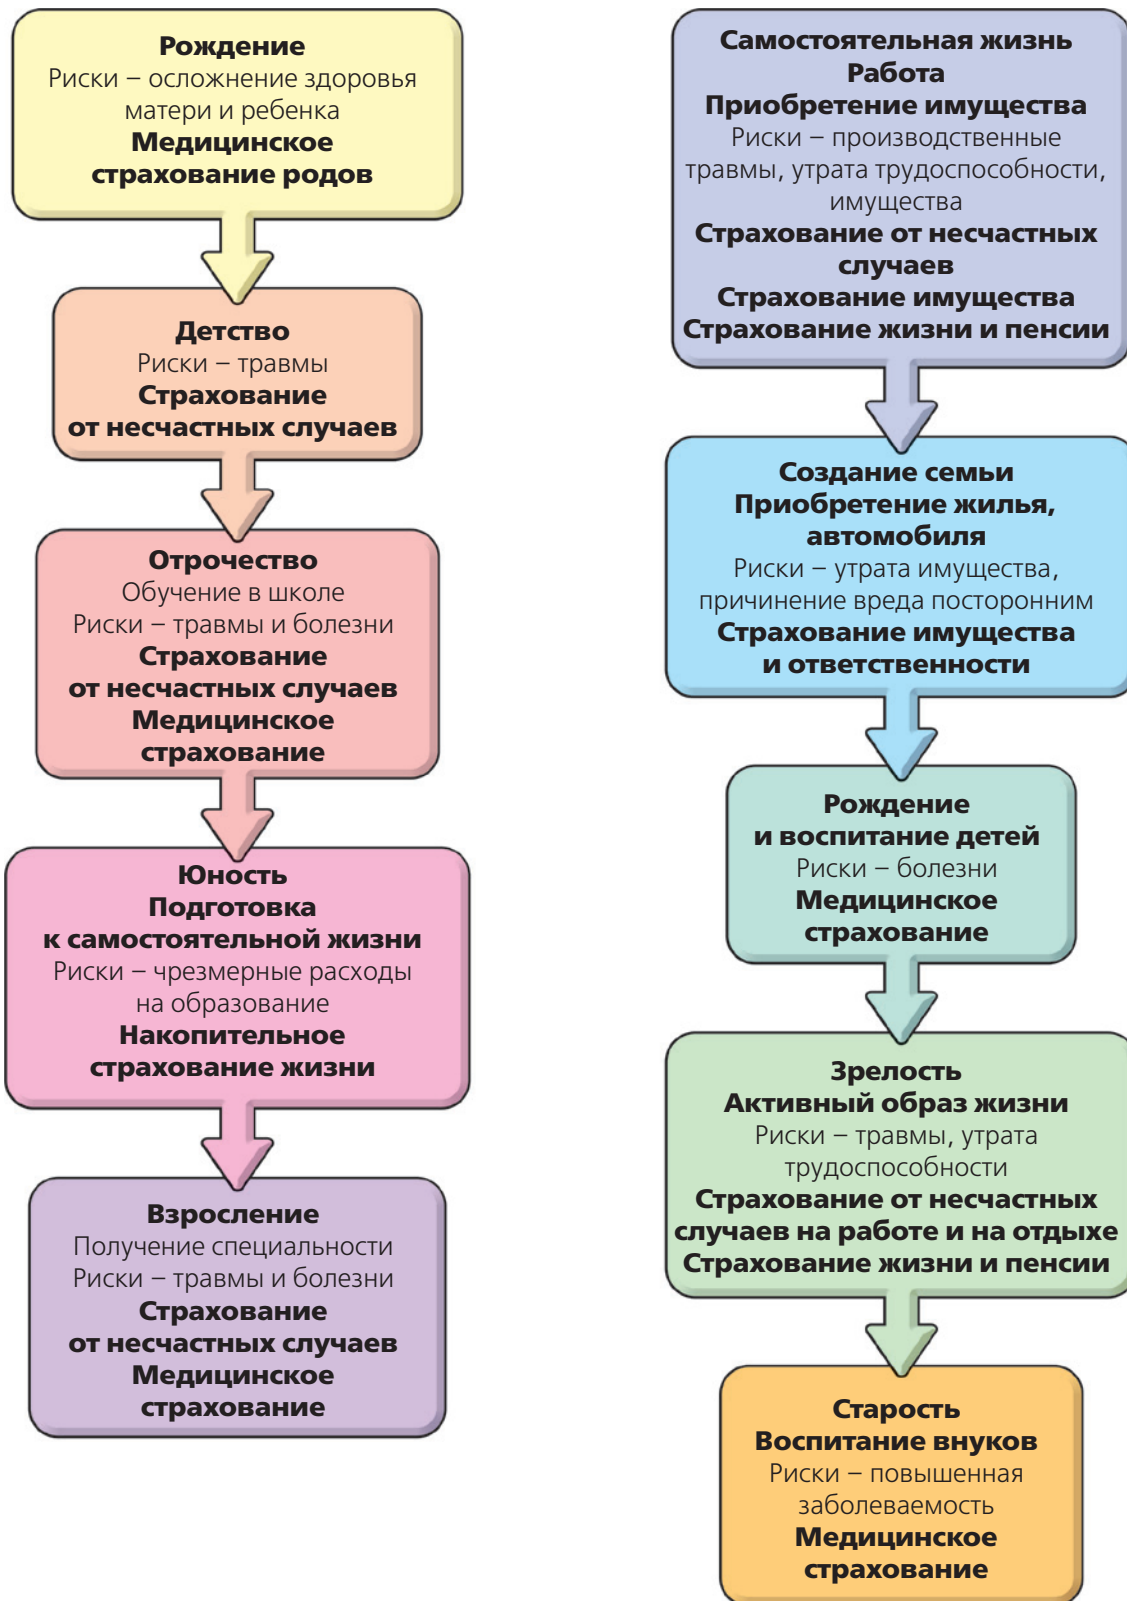 Рождение
Риски – осложнение здоровья
матери и ребенка
Медицинское
страхование родов
Детство
Риски – травмы
Страхование
от несчастных случаев
Отрочество
Обучение в школе
Риски – травмы и болезни
Страхование
от несчастных случаев
Медицинское
страхование
Юность
Подготовка
к самостоятельной жизни
Риски – чрезмерные расходы
на образование
Накопительное
страхование жизни
Взросление
Получение специальности
Риски – травмы и болезни
Страхование
от несчастных случаев
Медицинское
страхование
Самостоятельная жизнь
Работа
Приобретение имущества
Риски – производственные
травмы, утрата трудоспособности,
имущества
Страхование от несчастных
случаев
Страхование имущества
Страхование жизни и пенсии
Создание семьи
Приобретение жилья,
автомобиля
Риски – утрата имущества,
причинение вреда посторонним
Страхование имущества
и ответственности
Рождение
и воспитание детей
Риски – болезни
Медицинское
страхование
Зрелость
Активный образ жизни
Риски – травмы, утрата
трудоспособности
Страхование от несчастных
случаев на работе и на отдыхе
Страхование жизни и пенсии
Старость
Воспитание внуков
Риски – повышенная
заболеваемость
Медицинское
страхование